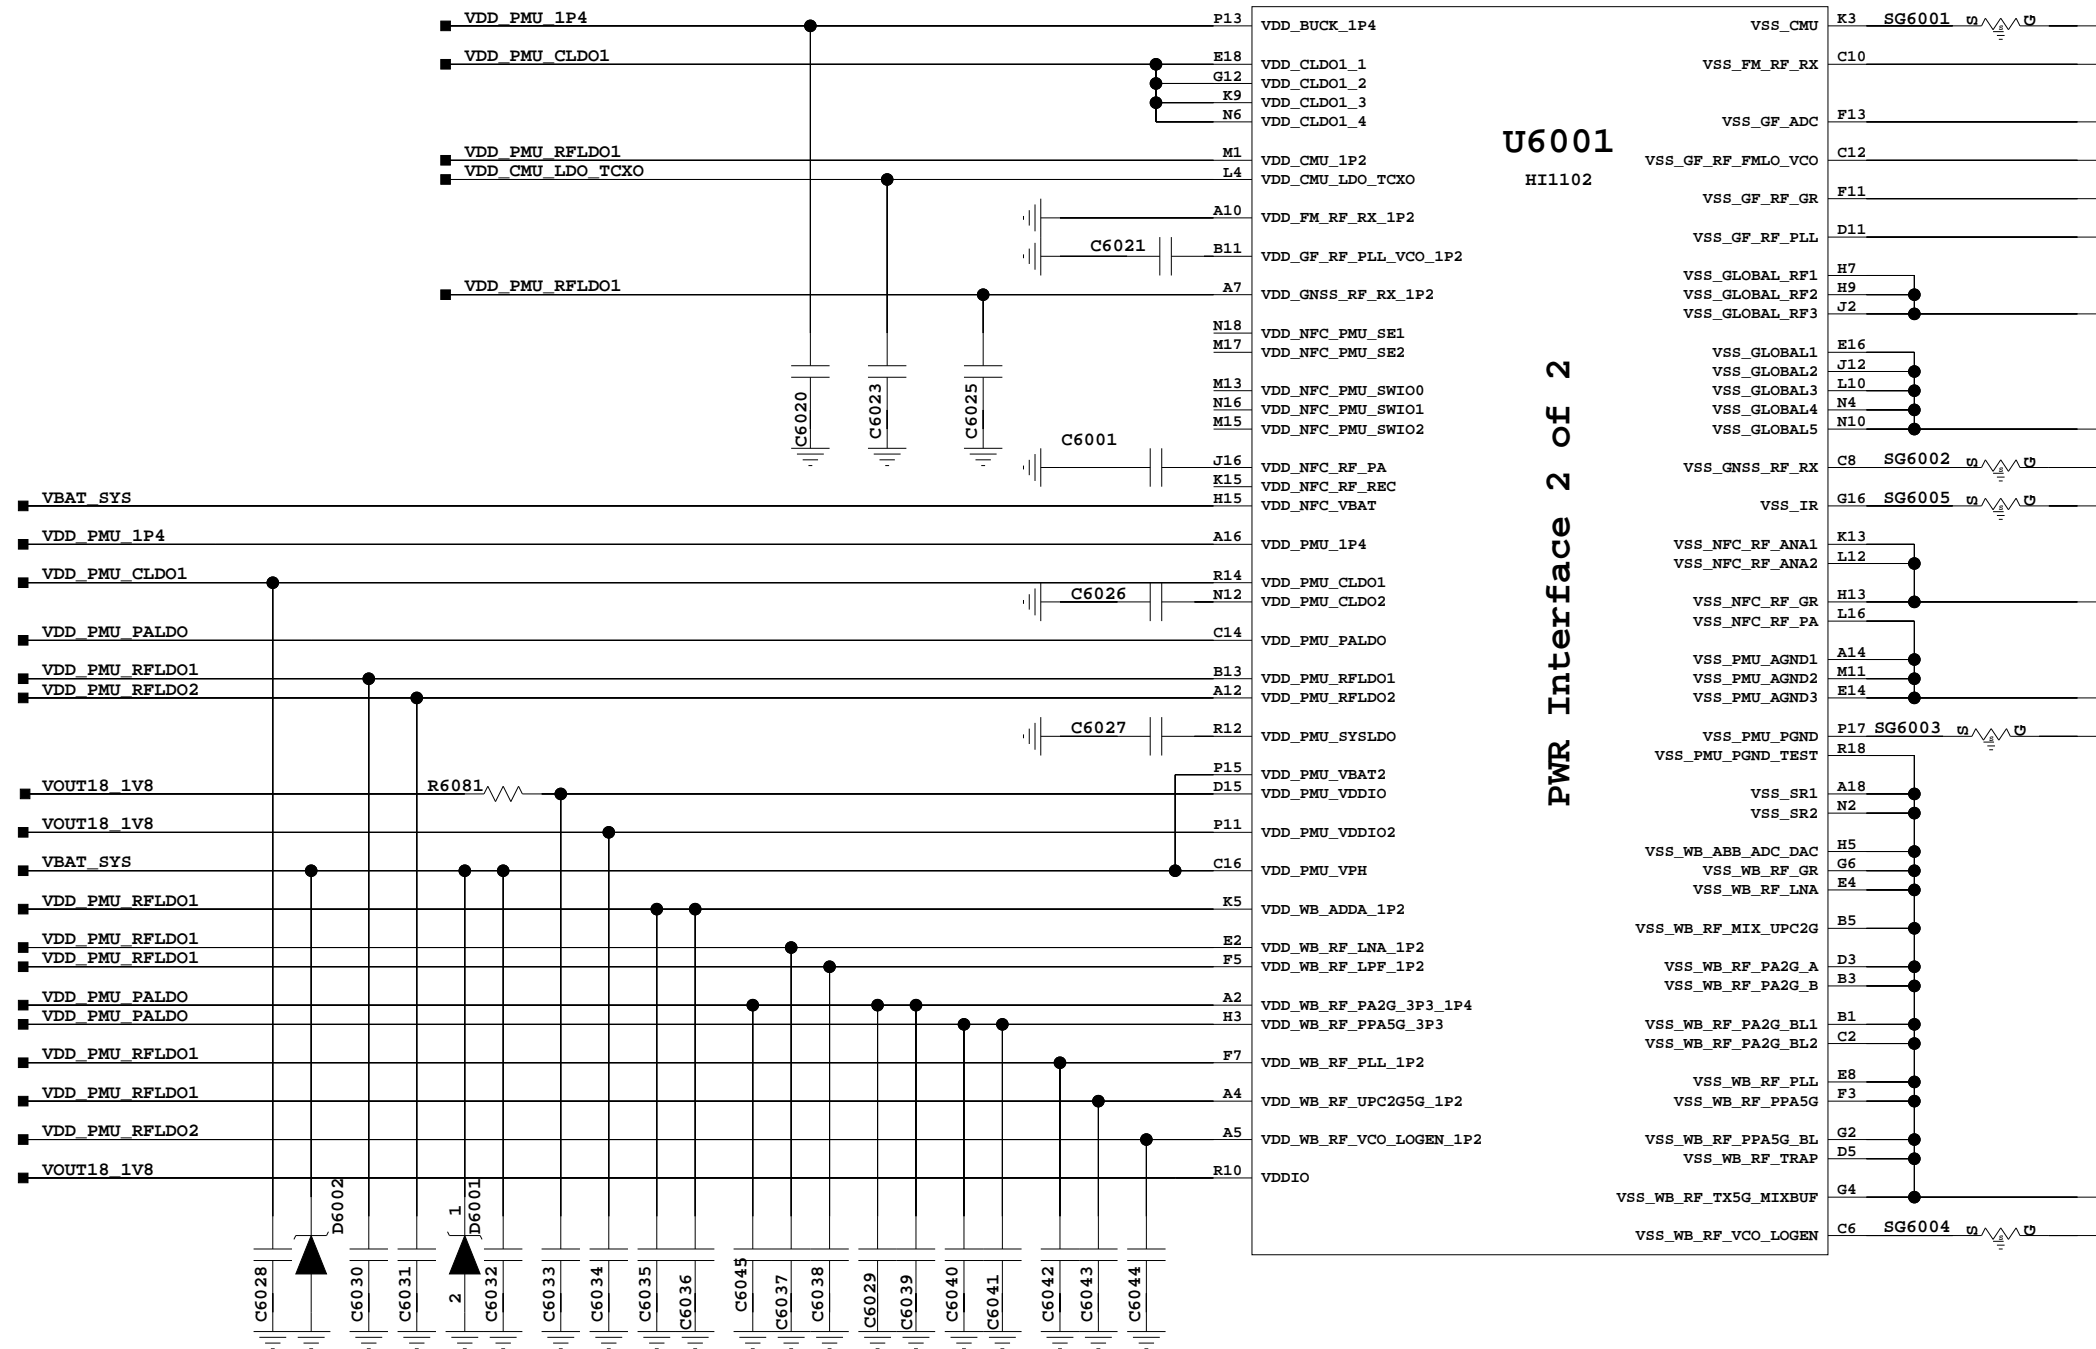 VDD_PMU_1P4 P13 VDD_BUCK_1P4 VSS_CMU K3 SG6001 S s G
VDD_PMU_CLDO1 E18 VDD_CLDO1_1 VSS_FM_RF_RX C10
G12 VDD_CLDO1_2
K9 VDD_CLDO1_3
N6 VDD_CLDO1_4 VSS_GF_ADC F13
U6001
VDD_PMU_RFLDO1 M1 VDD_CMU_1P2 VSS_GF_RF_FMLO_VCO C12
VDD_CMU_LDO_TCXO L4 VDD_CMU_LDO_TCXO HI1102
VSS_GF_RF_GR F11
A10 VDD_FM_RF_RX_1P2
VSS_GF_RF_PLL D11
C6021 B11 VDD_GF_RF_PLL_VCO_1P2
VSS_GLOBAL_RF1 H7
VDD_PMU_RFLDO1 A7 VDD_GNSS_RF_RX_1P2 VSS_GLOBAL_RF2 H9
VSS_GLOBAL_RF3 J2
N18 VDD_NFC_PMU_SE1
M17 VDD_NFC_PMU_SE2 VSS_GLOBAL1 E16
VSS_GLOBAL2 J12
M13 VDD_NFC_PMU_SWIO0 VSS_GLOBAL3 L10
N16 VDD_NFC_PMU_SWIO1 VSS_GLOBAL4 N4
M15 VDD_NFC_PMU_SWIO2 VSS_GLOBAL5 N10
C6020 C6023 C6025
C6001 J16 VDD_NFC_RF_PA VSS_GNSS_RF_RX C8 SG6002 S s G
K15 VDD_NFC_RF_REC
VBAT_SYS H15 VDD_NFC_VBAT VSS_IR G16 SG6005 S s G
PWR Interface 2 of 2
VDD_PMU_1P4 A16 VDD_PMU_1P4 VSS_NFC_RF_ANA1 K13
VSS_NFC_RF_ANA2 L12
VDD_PMU_CLDO1 R14 VDD_PMU_CLDO1
C6026 N12 VDD_PMU_CLDO2 VSS_NFC_RF_GR H13
VSS_NFC_RF_PA L16
VDD_PMU_PALDO C14 VDD_PMU_PALDO
VSS_PMU_AGND1 A14
VDD_PMU_RFLDO1 B13 VDD_PMU_RFLDO1 VSS_PMU_AGND2 M11
VDD_PMU_RFLDO2 A12 VDD_PMU_RFLDO2 VSS_PMU_AGND3 E14
C6027 R12 VDD_PMU_SYSLDO VSS_PMU_PGND P17 SG6003 S s G
VSS_PMU_PGND_TEST R18
P15 VDD_PMU_VBAT2
VOUT18_1V8 R6081 D15 VDD_PMU_VDDIO VSS_SR1 A18
VSS_SR2 N2
VOUT18_1V8 P11 VDD_PMU_VDDIO2
VSS_WB_ABB_ADC_DAC H5
VBAT_SYS C16 VDD_PMU_VPH VSS_WB_RF_GR G6
VSS_WB_RF_LNA E4
VDD_PMU_RFLDO1 K5 VDD_WB_ADDA_1P2
VSS_WB_RF_MIX_UPC2G B5
VDD_PMU_RFLDO1 E2 VDD_WB_RF_LNA_1P2
VDD_PMU_RFLDO1 F5 VDD_WB_RF_LPF_1P2 VSS_WB_RF_PA2G_A D3
VSS_WB_RF_PA2G_B B3
VDD_PMU_PALDO A2 VDD_WB_RF_PA2G_3P3_1P4
VDD_PMU_PALDO H3 VDD_WB_RF_PPA5G_3P3 VSS_WB_RF_PA2G_BL1 B1
VSS_WB_RF_PA2G_BL2 C2
VDD_PMU_RFLDO1 F7 VDD_WB_RF_PLL_1P2
VSS_WB_RF_PLL E8
VDD_PMU_RFLDO1 A4 VDD_WB_RF_UPC2G5G_1P2 VSS_WB_RF_PPA5G F3
VDD_PMU_RFLDO2 A5 VDD_WB_RF_VCO_LOGEN_1P2 VSS_WB_RF_PPA5G_BL G2
VSS_WB_RF_TRAP D5
VOUT18_1V8 R10 VDDIO
VSS_WB_RF_TX5G_MIXBUF G4
D6002 1 D6001
VSS_WB_RF_VCO_LOGEN C6 SG6004 S s G
C6028 C6030 C6031 2 C6032 C6033 C6034 C6035 C6036 C6045 C6037 C6038 C6029 C6039 C6040 C6041 C6042 C6043 C6044